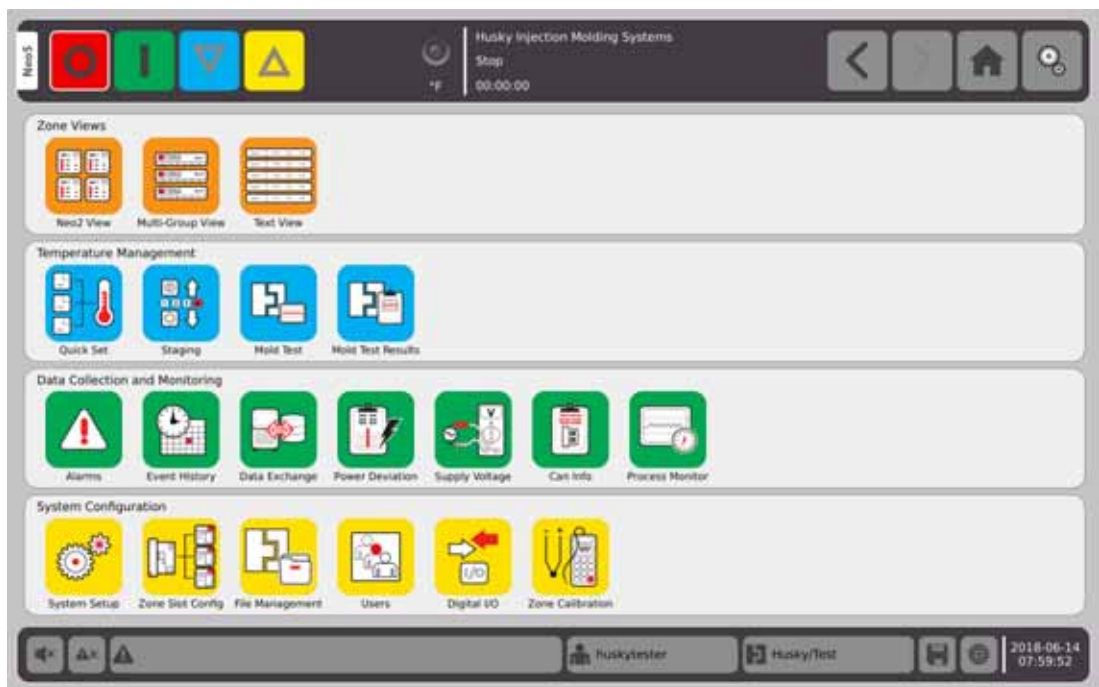 Neo5
Husky Injection Molding Systems
Stop
°F
00:00:00
Zone Views
Neo2 View
Multi-Group View
Text View
Temperature Management
Quick Set
Staging
Mold Test
Mold Test Results
Data Collection and Monitoring
Alarms
Event History
Data Exchange
Power Deviation
Supply Voltage
Can Info
Process Monitor
System Configuration
I/O
System Setup
Zone Slot Config
File Management
Users
Digital I/O
Zone Calibration
huskytester
Husky/Test
2018-06-14
07:59:52